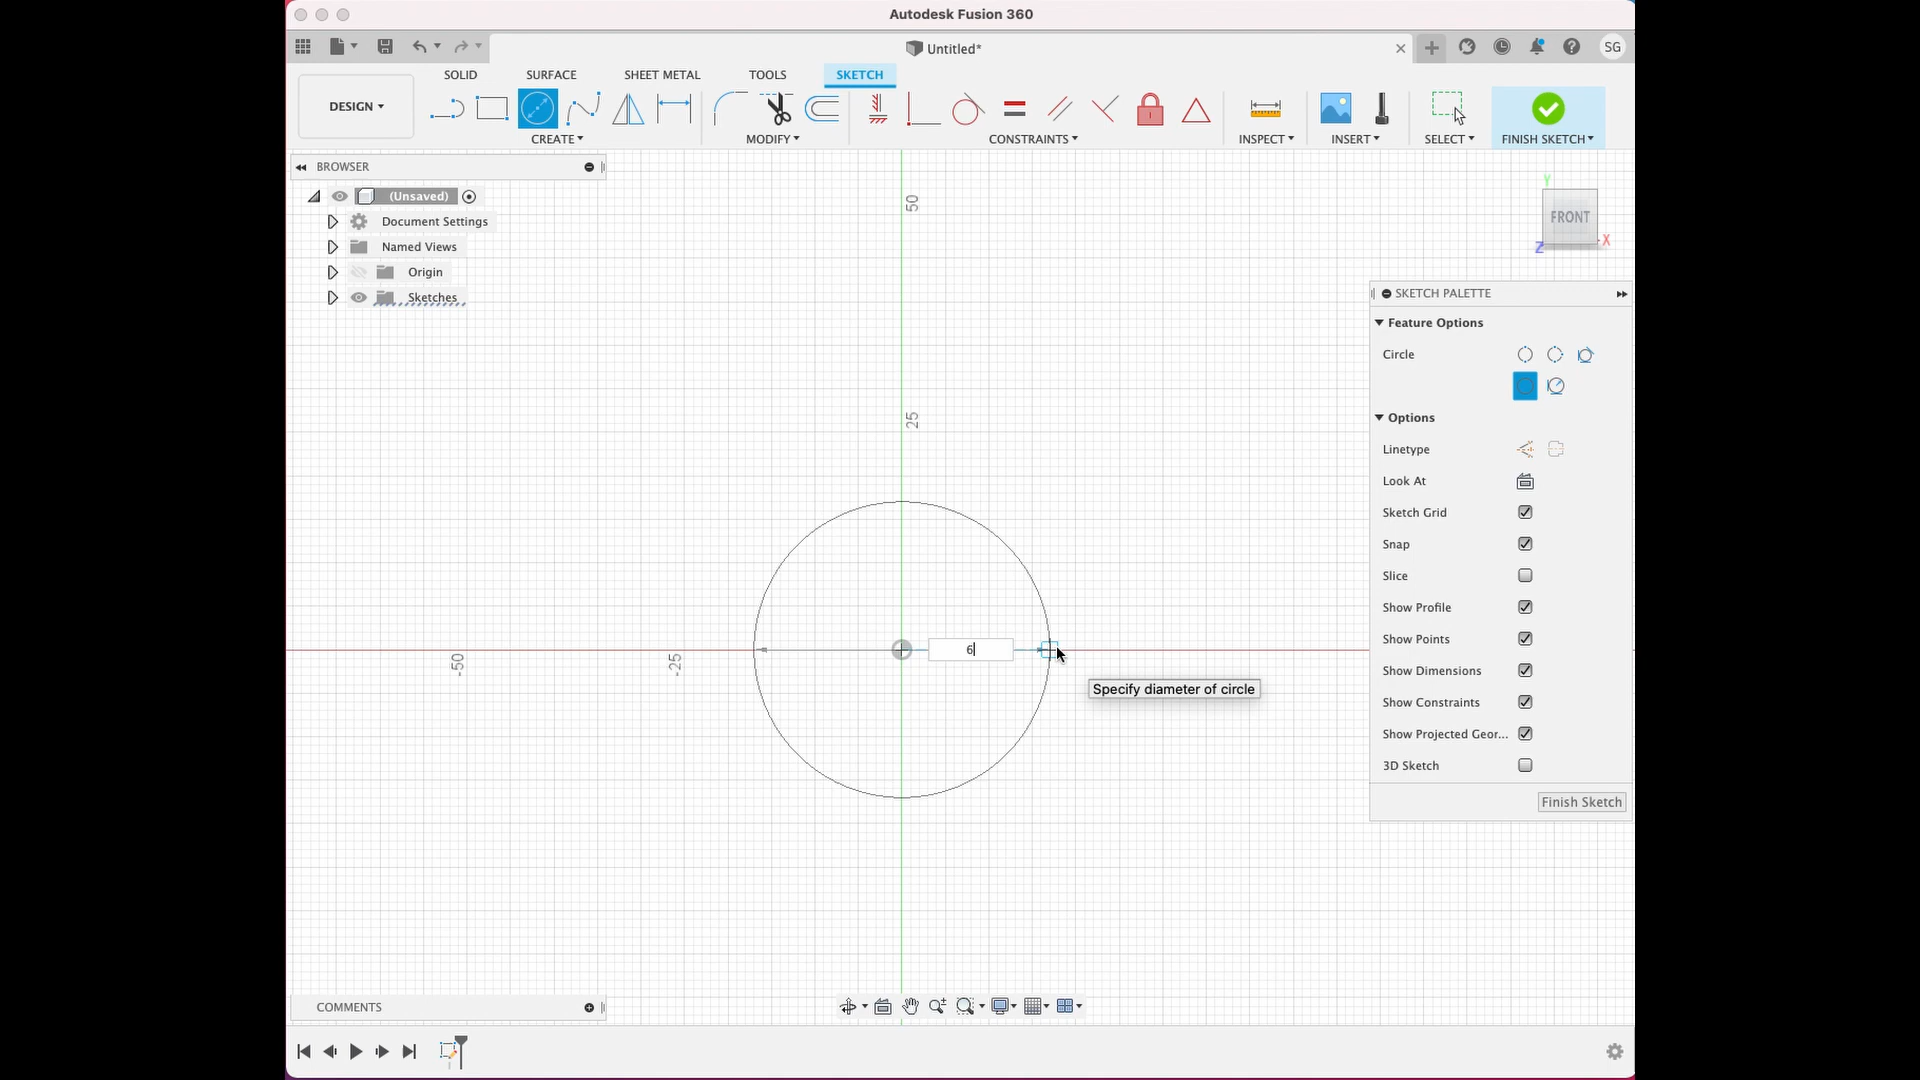 Autodesk Fusion 360
Untitled*
SG
DESIGN
SOLID
SURFACE
SHEET METAL
TOOLS
SKETCH
CREATE
MODIFY
CONSTRAINTS
INSPECT
INSERT
SELECT
FINISH SKETCH
BROWSER
(Unsaved)
Document Settings
Named Views
Origin
Sketches
50
25
-50
-25
6
Specify diameter of circle
Y
FRONT
X
Z
SKETCH PALETTE
Feature Options
Circle
Options
Linetype
Look At
Sketch Grid
Snap
Slice
Show Profile
Show Points
Show Dimensions
Show Constraints
Show Projected Geor...
3D Sketch
Finish Sketch
COMMENTS